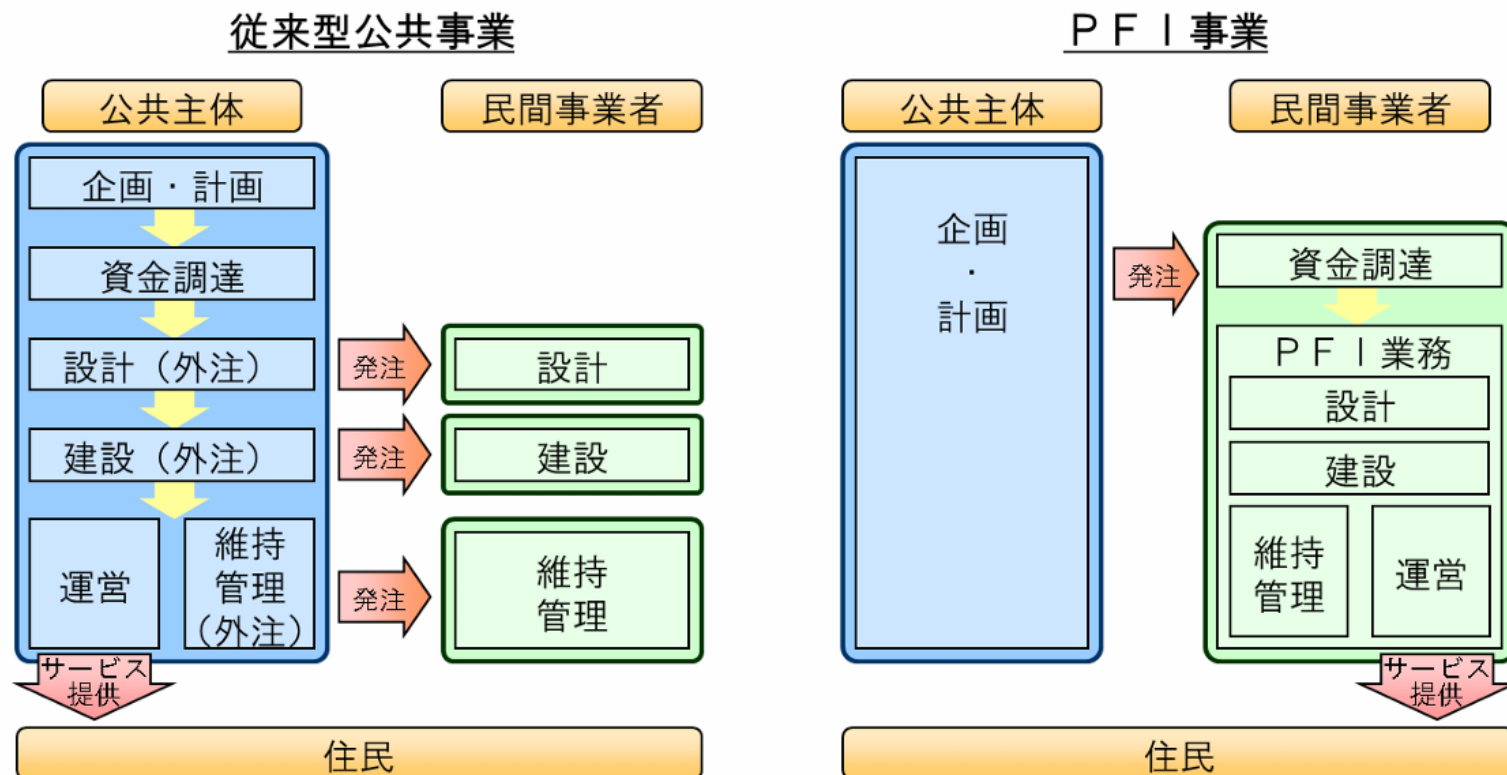 従来型公共事業
公共主体
民間事業者
企画・計画
資金調達
設計(外注)
発注
設計
建設(外注)
発注
建設
運営
維持
管理
(外注)
発注
維持
管理
サービス
提供
住民
PFI事業
公共主体
民間事業者
企画
・
計画
発注
資金調達
PFI業務
設計
建設
維持
管理
運営
サービス
提供
住民